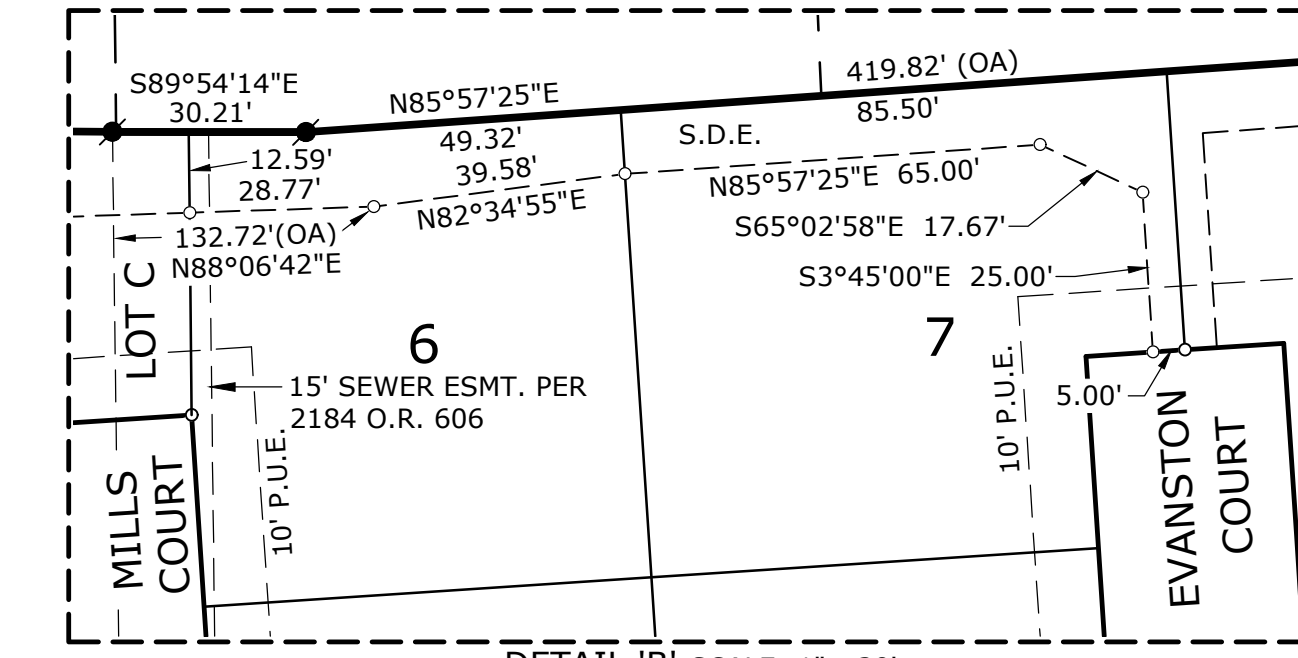 S89°54'14"E
30.21'
N85°57'25"E
419.82' (OA)
49.32'
85.50'
S.D.E.
12.59'
28.77'
39.58'
N82°34'55"E
N85°57'25"E 65.00'
132.72'(OA)
N88°06'42"E
S65°02'58"E 17.67'
S3°45'00"E 25.00'
LOT C
6
7
15' SEWER ESMT. PER
2184 O.R. 606
10' P.U.E.
10' P.U.E.
5.00'
MILLS
COURT
EVANSTON
COURT